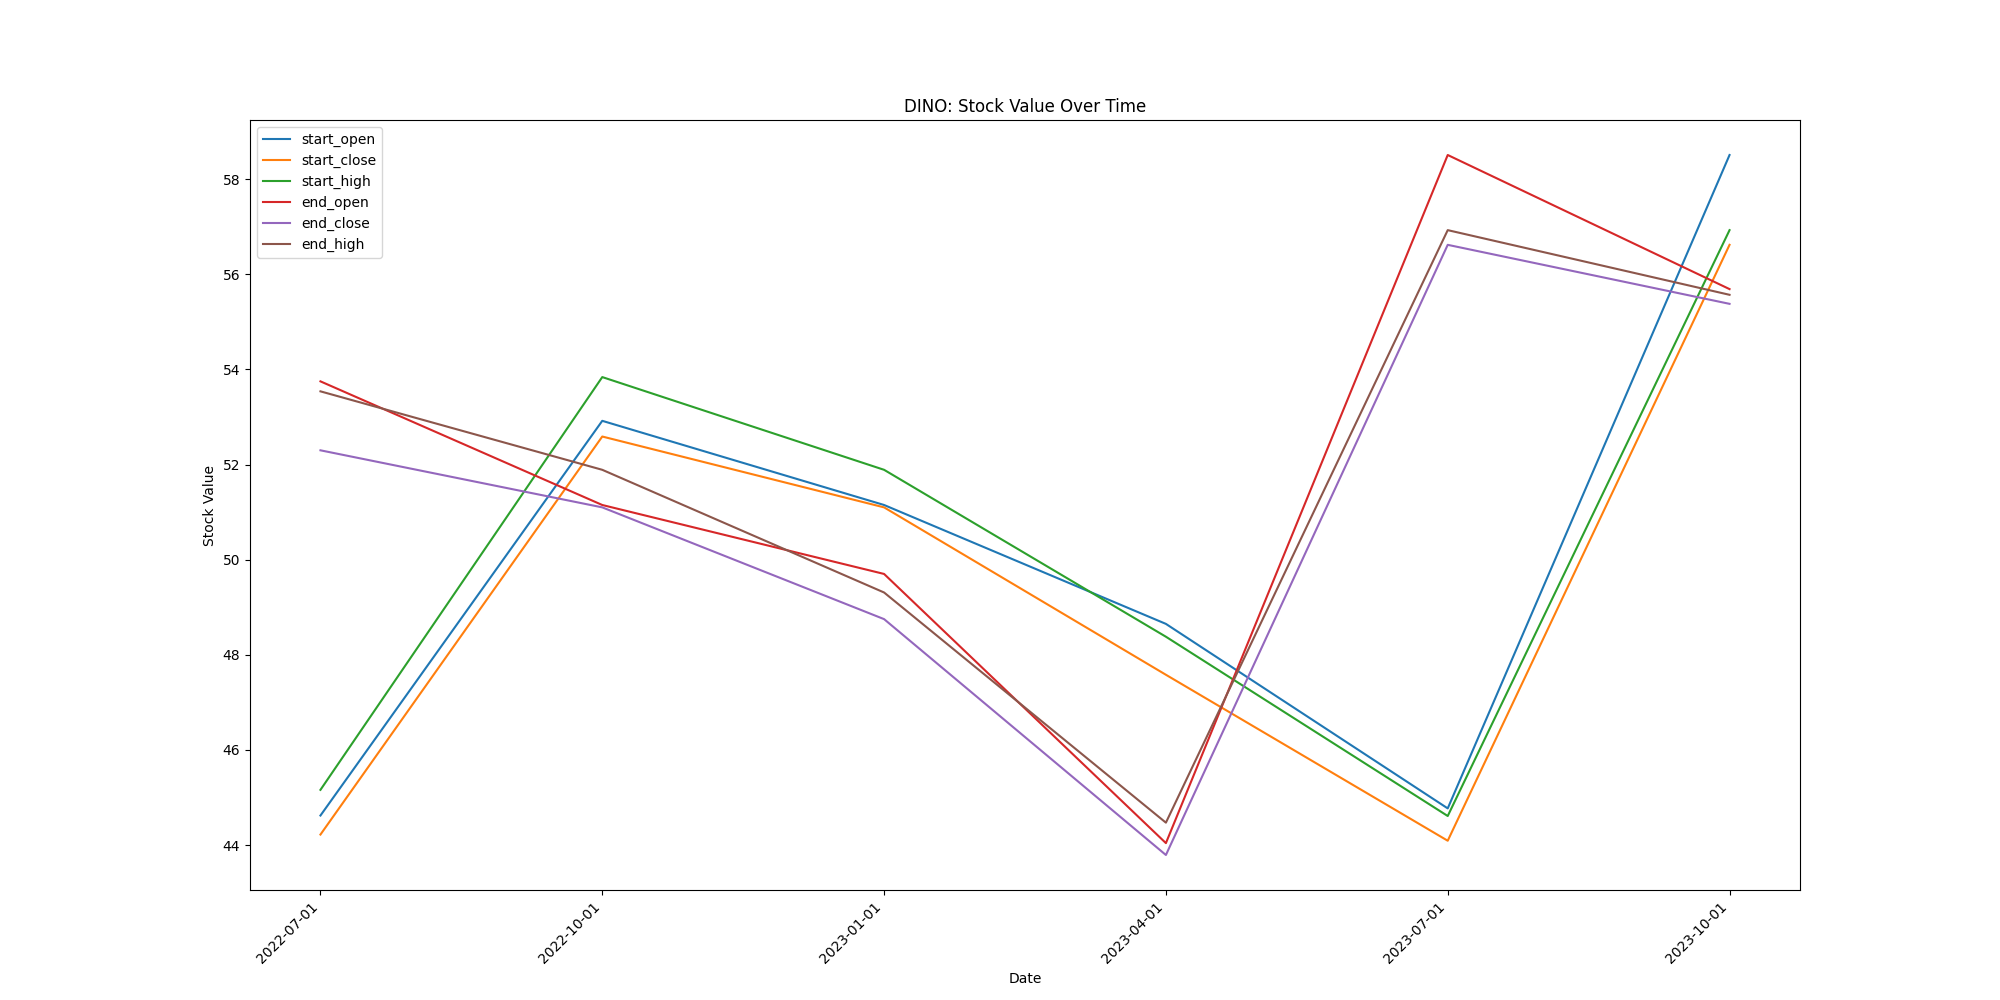 DINO: Stock Value Over Time
start_open
start_close
start_high
end_open
end_close
end_high
Stock Value
58
56
54
52
50
48
46
44
2022-07-01
2022-10-01
2023-01-01
2023-04-01
2023-07-01
2023-10-01
Date